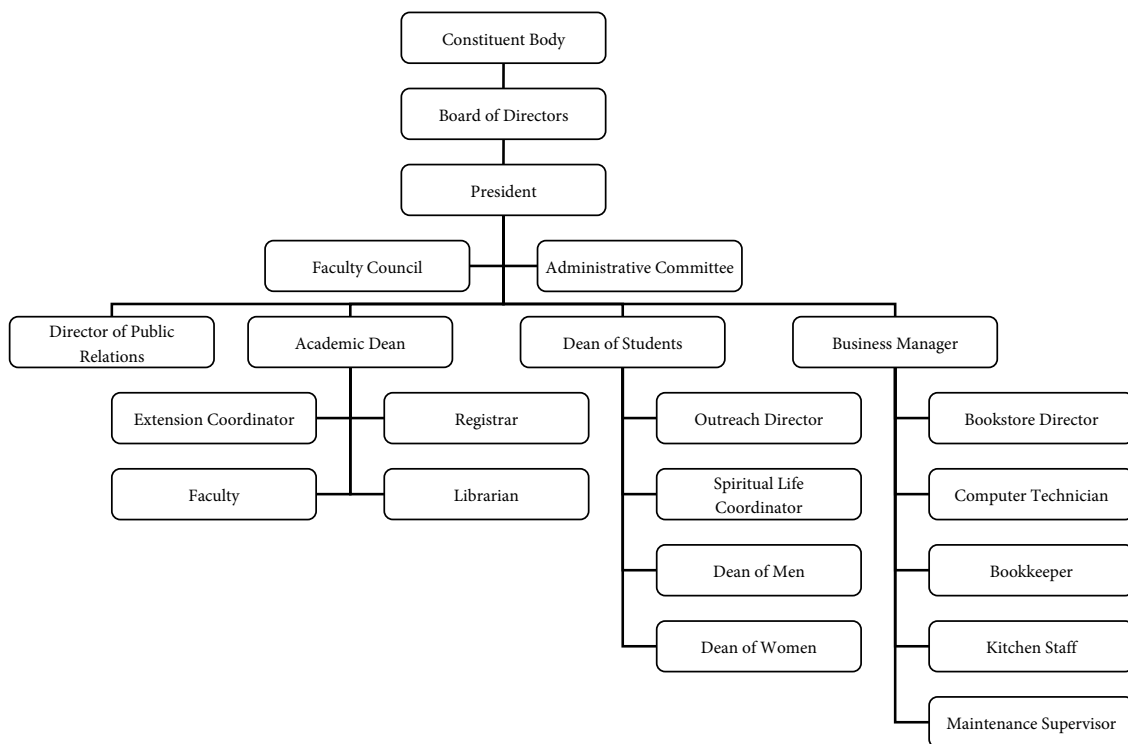 Constituent Body
Board of Directors
President
Faculty Council
Administrative Committee
Director of Public
Relations
Academic Dean
Dean of Students
Business Manager
Extension Coordinator
Registrar
Outreach Director
Bookstore Director
Faculty
Librarian
Spiritual Life
Coordinator
Computer Technician
Dean of Men
Bookkeeper
Dean of Women
Kitchen Staff
Maintenance Supervisor